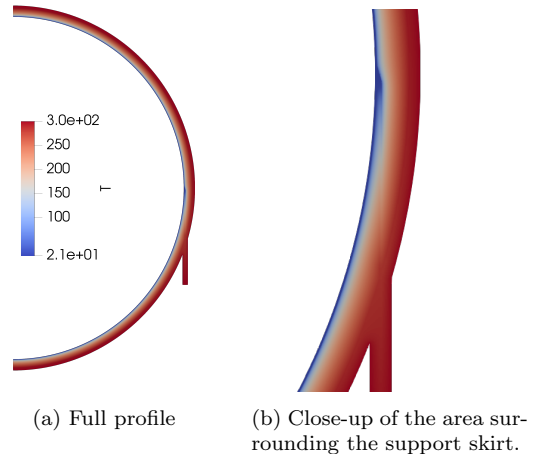 3.0e+02
250
200
150
100
2.1e+01
T
(a) Full profile
(b) Close-up of the area sur-
rounding the support skirt.